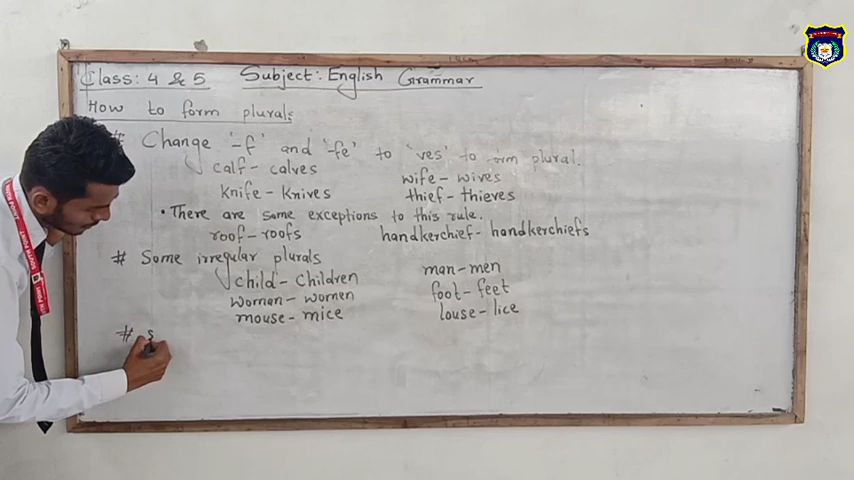 Class: 4 & 5 Subject: English Grammar
How to form plurals
# Change '-f' and '-fe' to 'ves' to form plural.
calf - calves wife - wives
knife - knives thief - thieves
• There are some exceptions to this rule.
roof - roofs handkerchief - handkerchiefs
# Some irregular plurals
child - children man - men
woman - women foot - feet
mouse - mice louse - lice
# S